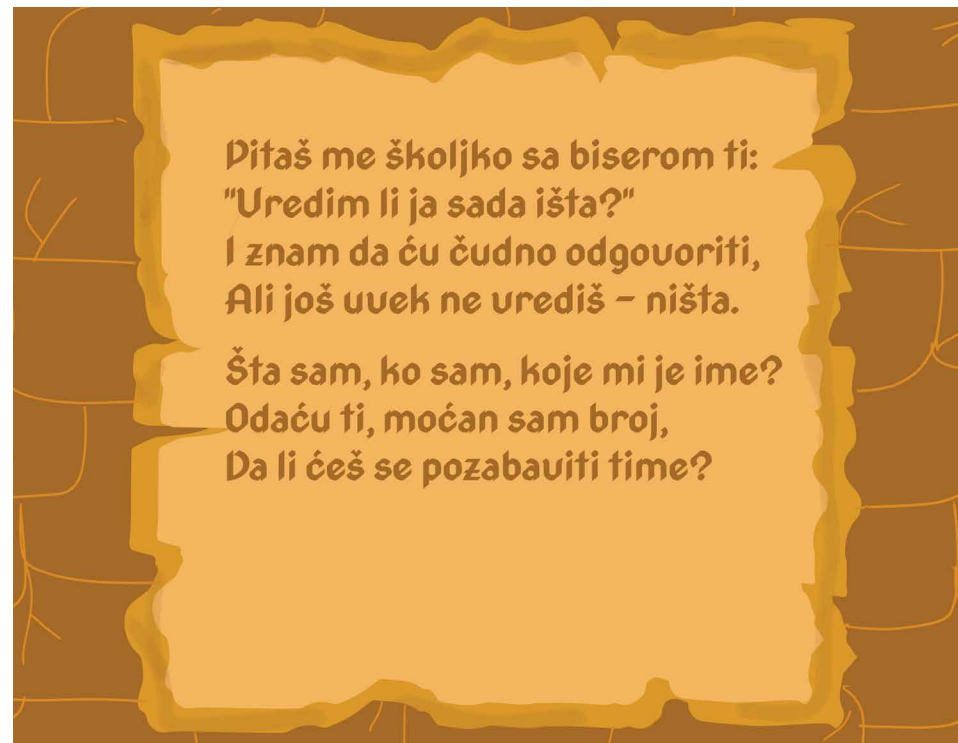 Pitaš me školjko sa biserom ti:
"Uredim li ja sada išta?"
I znam da ću čudno odgovoriti,
Ali još uvek ne urediš – ništa.
Šta sam, ko sam, koje mi je ime?
Odaću ti, moćan sam broj,
Da li ćeš se pozabaviti time?